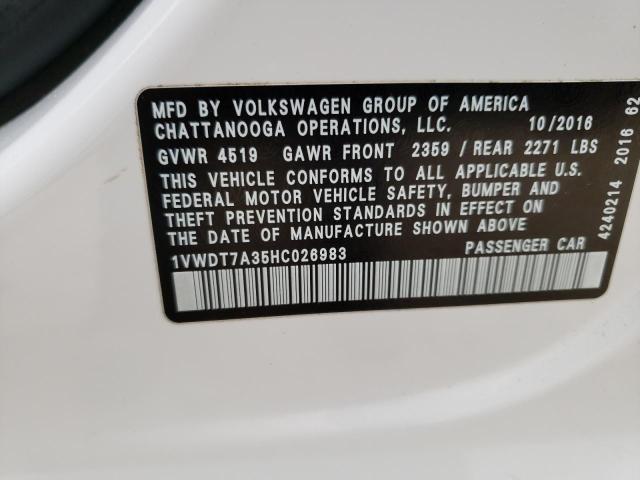 MFD BY VOLKSWAGEN GROUP OF AMERICA
CHATTANOOGA OPERATIONS, LLC. 10/2016
GVWR 4519 GAWR FRONT 2359 / REAR 2271 LBS
THIS VEHICLE CONFORMS TO ALL APPLICABLE U.S.
FEDERAL MOTOR VEHICLE SAFETY, BUMPER AND
THEFT PREVENTION STANDARDS IN EFFECT ON
THE DATE OF MANUFACTURE SHOWN ABOVE
1VWDT7A35HC026983 PASSENGER CAR
4240214 2016 62